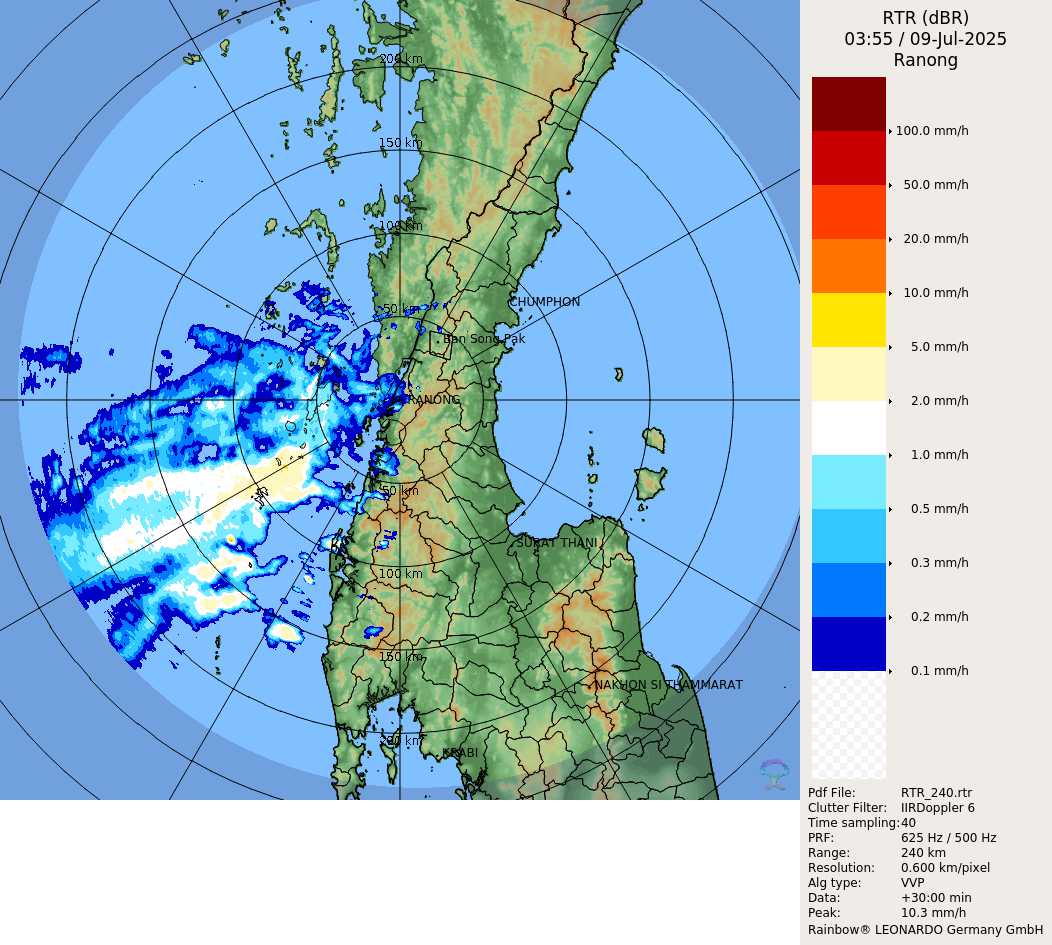 RTR (dBR)
03:55 / 09-Jul-2025
Ranong
200 km
150 km
100 km
50 km
CHUMPHON
Ban Song Pak
RANONG
50 km
SURAT THANI
100 km
150 km
NAKHON SI THAMMARAT
200 km
KRABI
100.0 mm/h
50.0 mm/h
20.0 mm/h
10.0 mm/h
5.0 mm/h
2.0 mm/h
1.0 mm/h
0.5 mm/h
0.3 mm/h
0.2 mm/h
0.1 mm/h
Pdf File: RTR_240.rtr
Clutter Filter: IIRDoppler 6
Time sampling: 40
PRF: 625 Hz / 500 Hz
Range: 240 km
Resolution: 0.600 km/pixel
Alg type: VVP
Data: +30:00 min
Peak: 10.3 mm/h
Rainbow® LEONARDO Germany GmbH